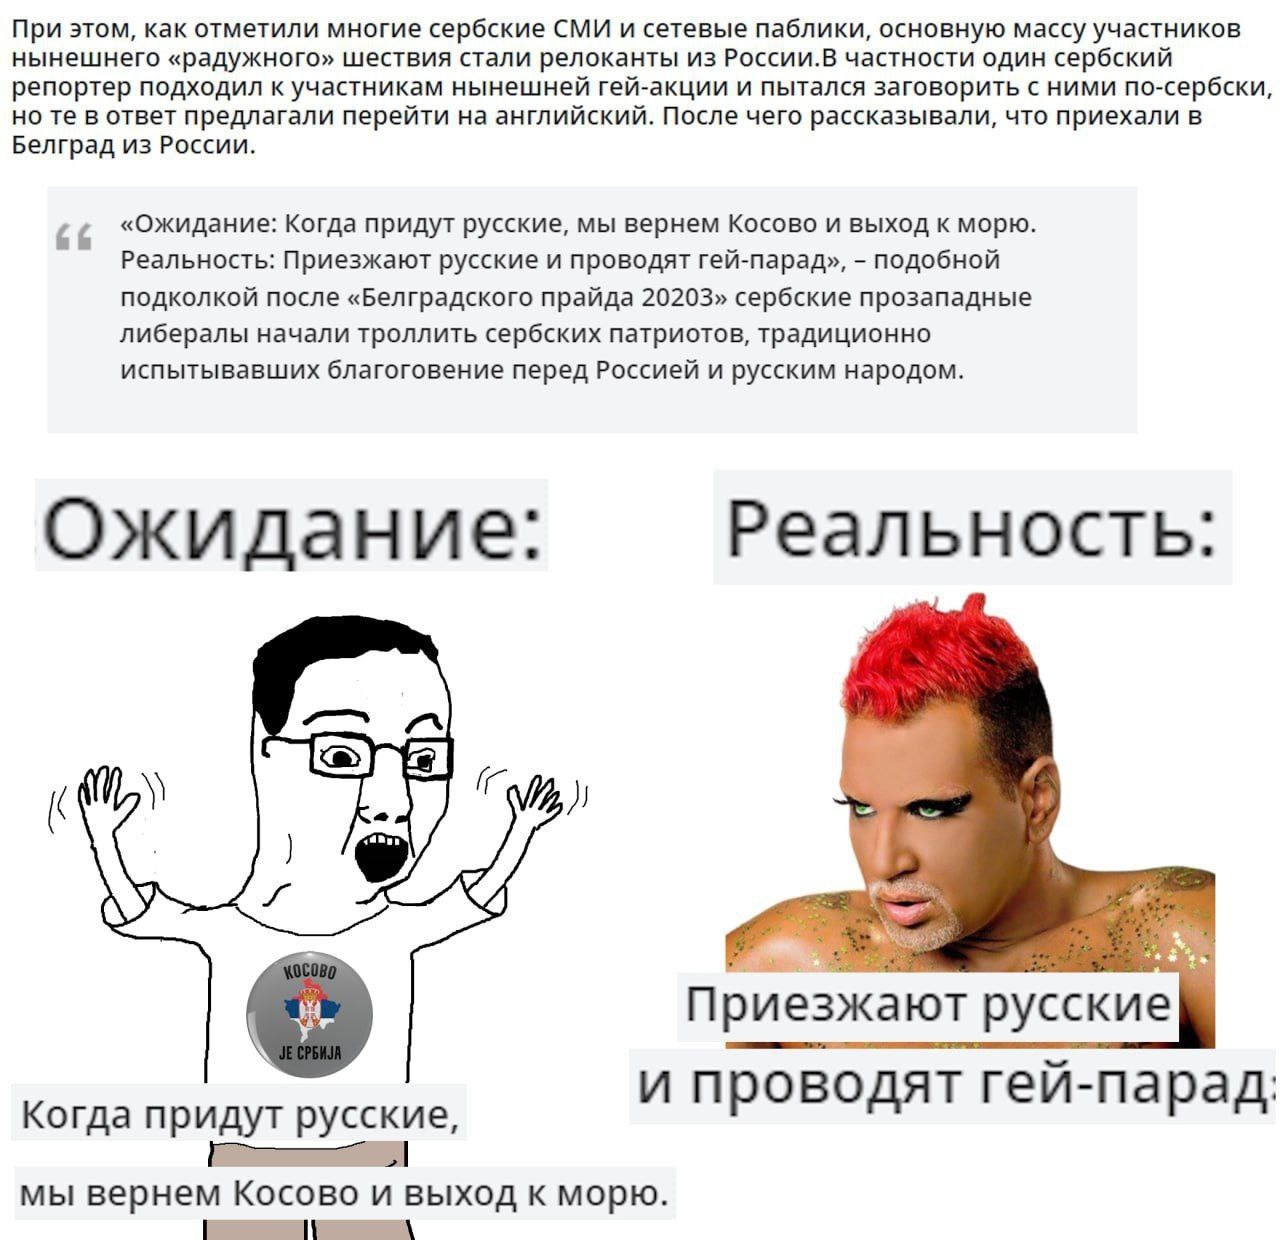 При этом, как отметили многие сербские СМИ и сетевые паблики, основную массу участников
нынешнего «радужного» шествия стали релоканты из России.В частности один сербский
репортер подходил к участникам нынешней гей-акции и пытался заговорить с ними по-сербски,
но те в ответ предлагали перейти на английский. После чего рассказывали, что приехали в
Белград из России.
“ «Ожидание: Когда придут русские, мы вернем Косово и выход к морю.
Реальность: Приезжают русские и проводят гей-парад», – подобной
подколкой после «Белградского прайда 20203» сербские прозападные
либералы начали троллить сербских патриотов, традиционно
испытывавших благоговение перед Россией и русским народом.
Ожидание:
Реальность:
КОСОВО
ЈЕ СРБИЈА
Когда придут русские,
мы вернем Косово и выход к морю.
Приезжают русские
и проводят гей-парад»